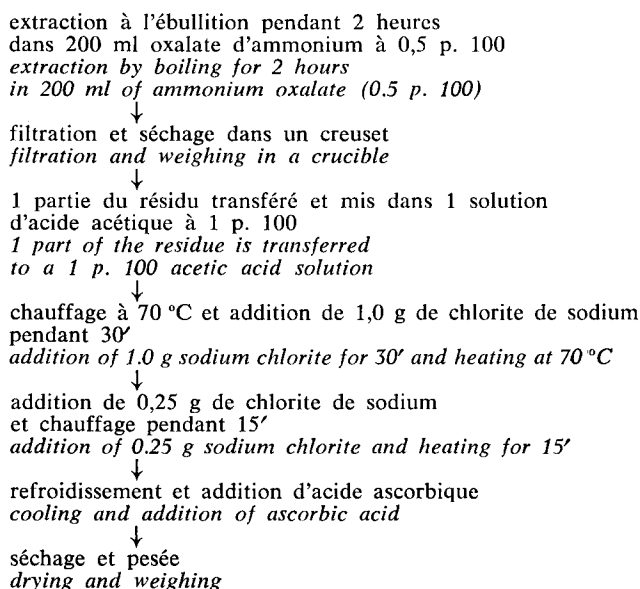 extraction à l'ébullition pendant 2 heures
dans 200 ml oxalate d'ammonium à 0,5 p. 100
extraction by boiling for 2 hours
in 200 ml of ammonium oxalate (0.5 p. 100)
↓
filtration et séchage dans un creuset
filtration and weighing in a crucible
↓
1 partie du résidu transféré et mis dans 1 solution
d'acide acétique à 1 p. 100
1 part of the residue is transferred
to a 1 p. 100 acetic acid solution
↓
chauffage à 70 °C et addition de 1,0 g de chlorite de sodium
pendant 30′
addition of 1.0 g sodium chlorite for 30′ and heating at 70 °C
↓
addition de 0,25 g de chlorite de sodium
et chauffage pendant 15′
addition of 0.25 g sodium chlorite and heating for 15′
↓
refroidissement et addition d'acide ascorbique
cooling and addition of ascorbic acid
↓
séchage et pesée
drying and weighing